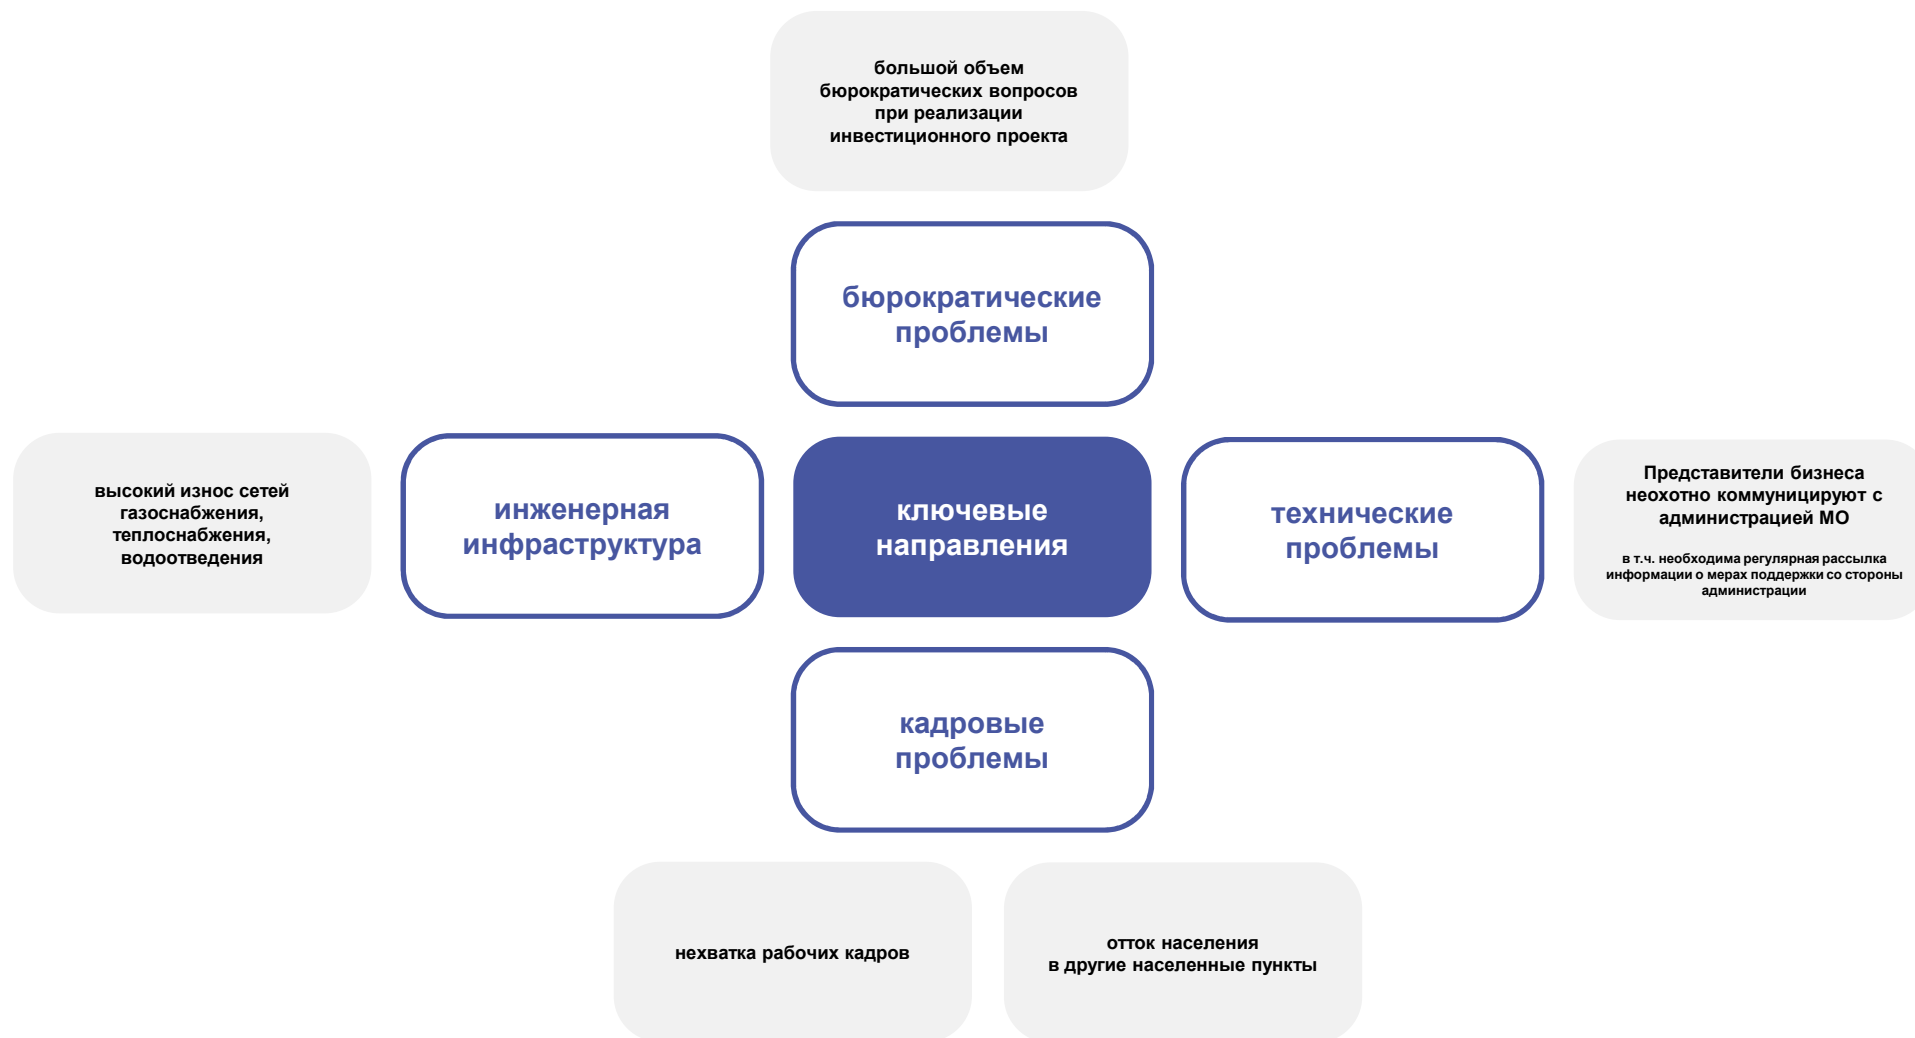 большой объем
бюрократических вопросов
при реализации
инвестиционного проекта
бюрократические
проблемы
высокий износ сетей
газоснабжения,
теплоснабжения,
водоотведения
инженерная
инфраструктура
ключевые
направления
технические
проблемы
Представители бизнеса
неохотно коммуницируют с
администрацией МО
в т.ч. необходима регулярная рассылка
информации о мерах поддержки со стороны
администрации
кадровые
проблемы
нехватка рабочих кадров
отток населения
в другие населенные пункты